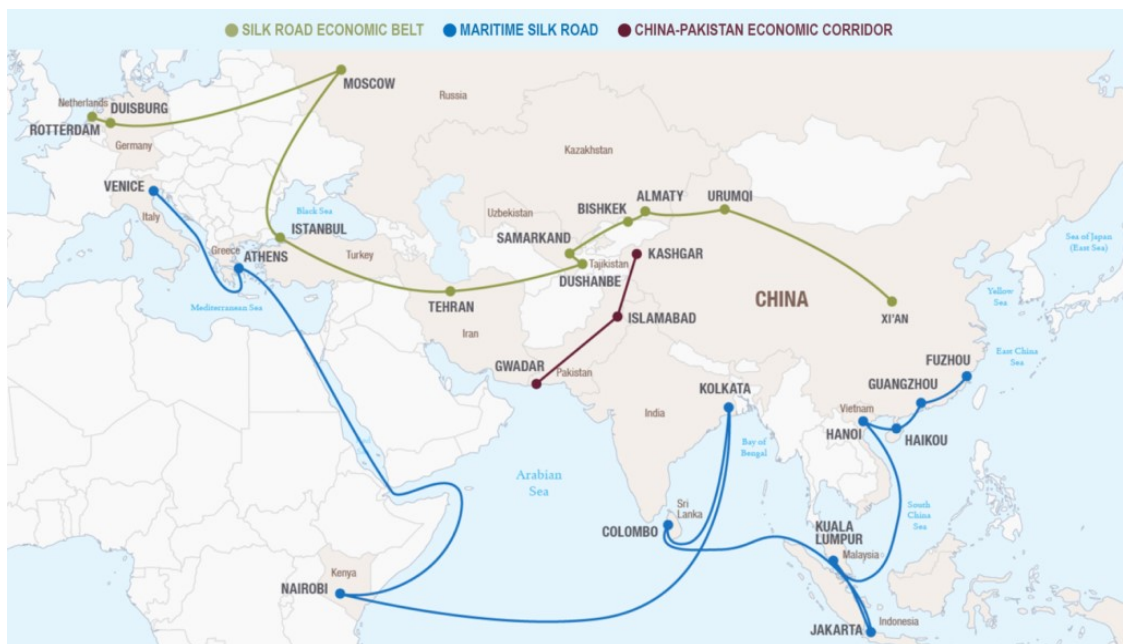 SILK ROAD ECONOMIC BELT MARITIME SILK ROAD CHINA-PAKISTAN ECONOMIC CORRIDOR
MOSCOW
Russia
Netherlands
DUISBURG
ROTTERDAM
Germany
Kazakhstan
VENICE
Italy
Black Sea
ISTANBUL
Greece
ATHENS
Turkey
Mediterranean Sea
Uzbekistan
BISHKEK
ALMATY
URUMQI
SAMARKAND
Tajikistan
DUSHANBE
KASHGAR
TEHRAN
Iran
ISLAMABAD
CHINA
XI'AN
Sea of Japan
(East Sea)
Yellow
Sea
East China
Sea
GWADAR
Pakistan
KOLKATA
India
FUZHOU
GUANGZHOU
Vietnam
HANOI
HAIKOU
Bay of
Bengal
Arabian
Sea
Sri
Lanka
COLOMBO
South
China
Sea
KUALA
LUMPUR
Malaysia
Kenya
NAIROBI
JAKARTA
Indonesia